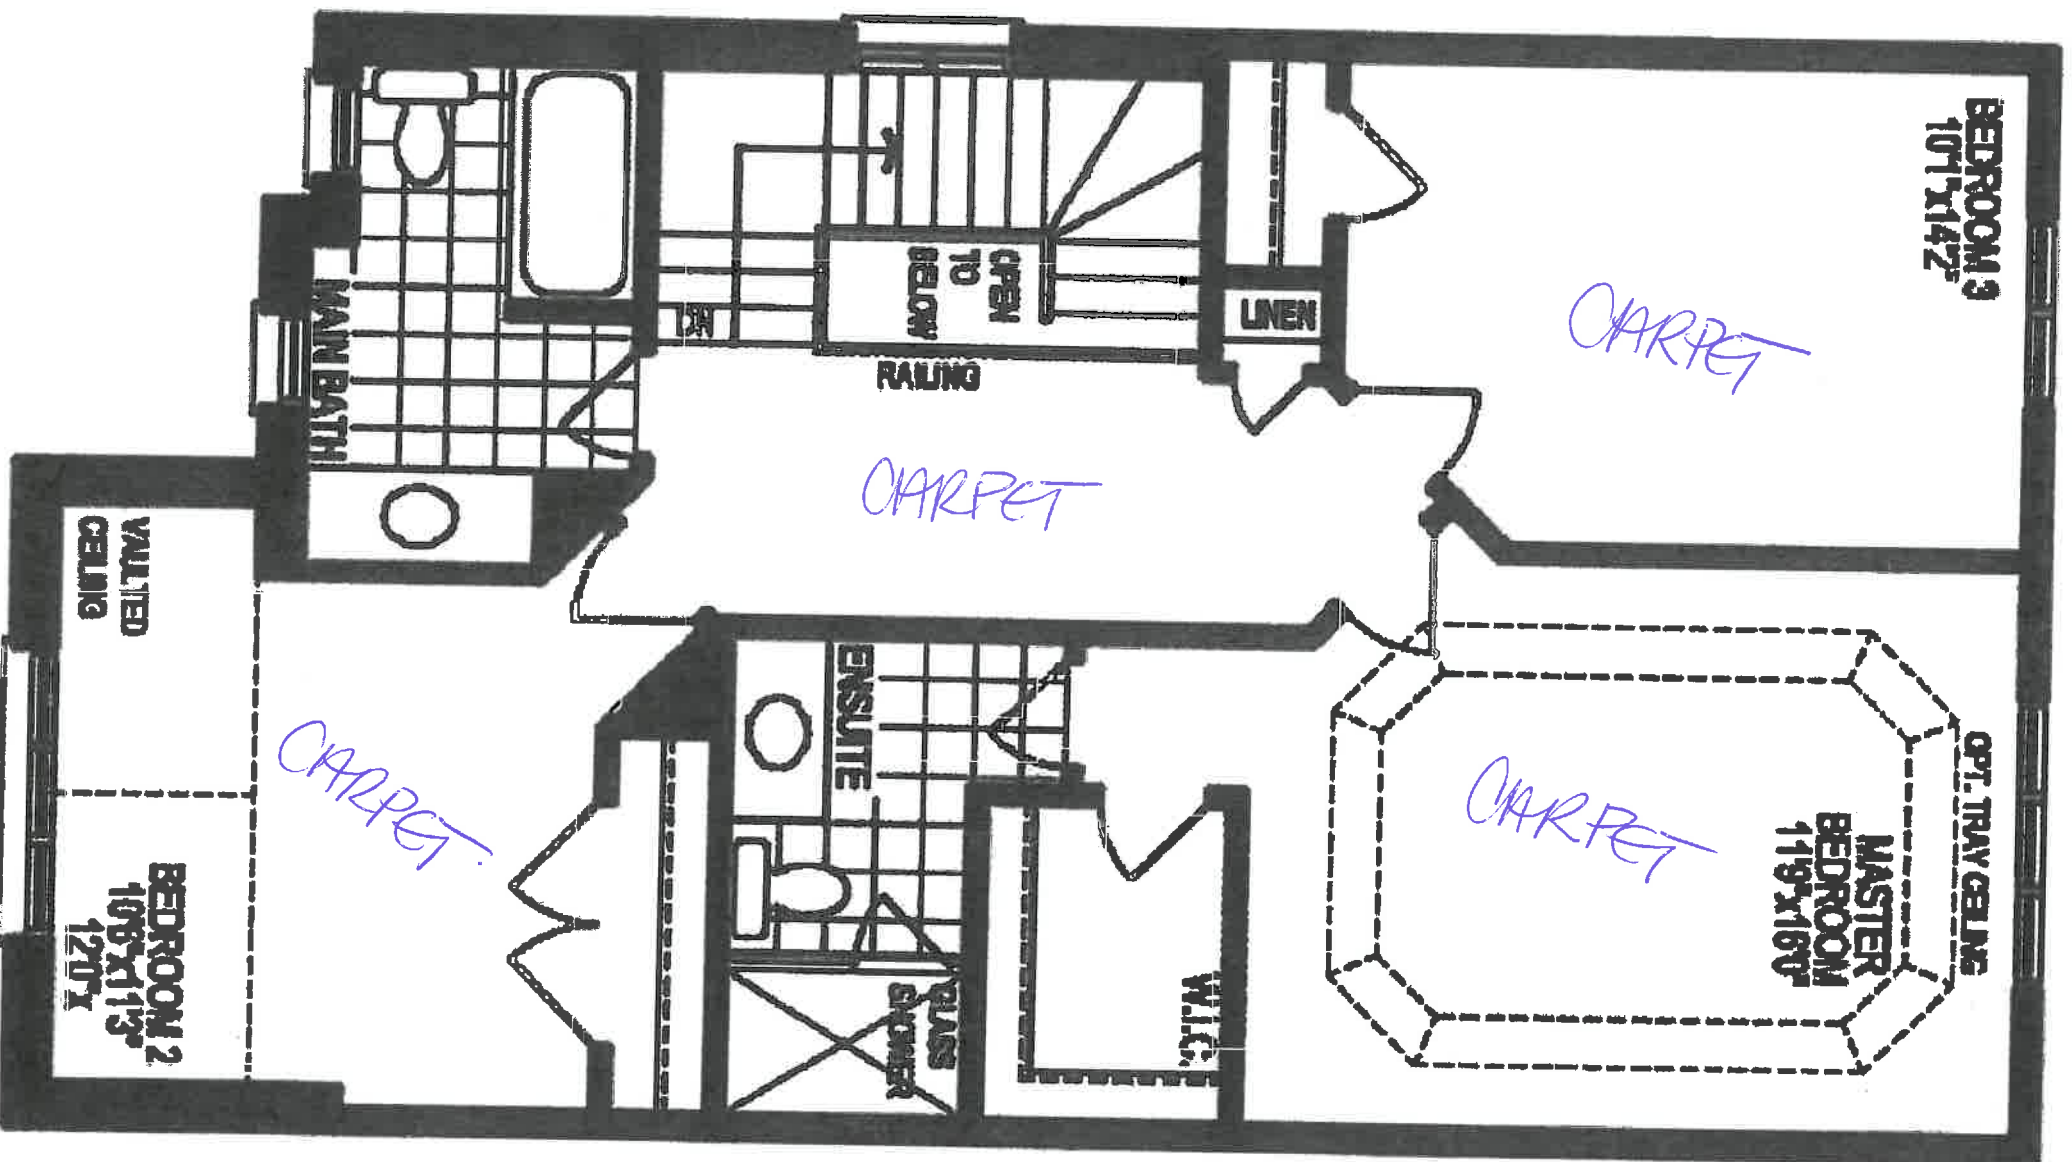 BEDROOM 3
10'1"x14'2"
CARPET
LINEN
OPEN
TO
BELOW
RAILING
MAIN BATH
CARPET
VAULTED
CEILING
CARPET
BEDROOM 2
10'6"x11'3"
12'0"x
ENSUITE
GLASS
SHOWER
W.I.C.
CARPET
OPT. TRAY CEILING
MASTER
BEDROOM
11'9"x16'0"